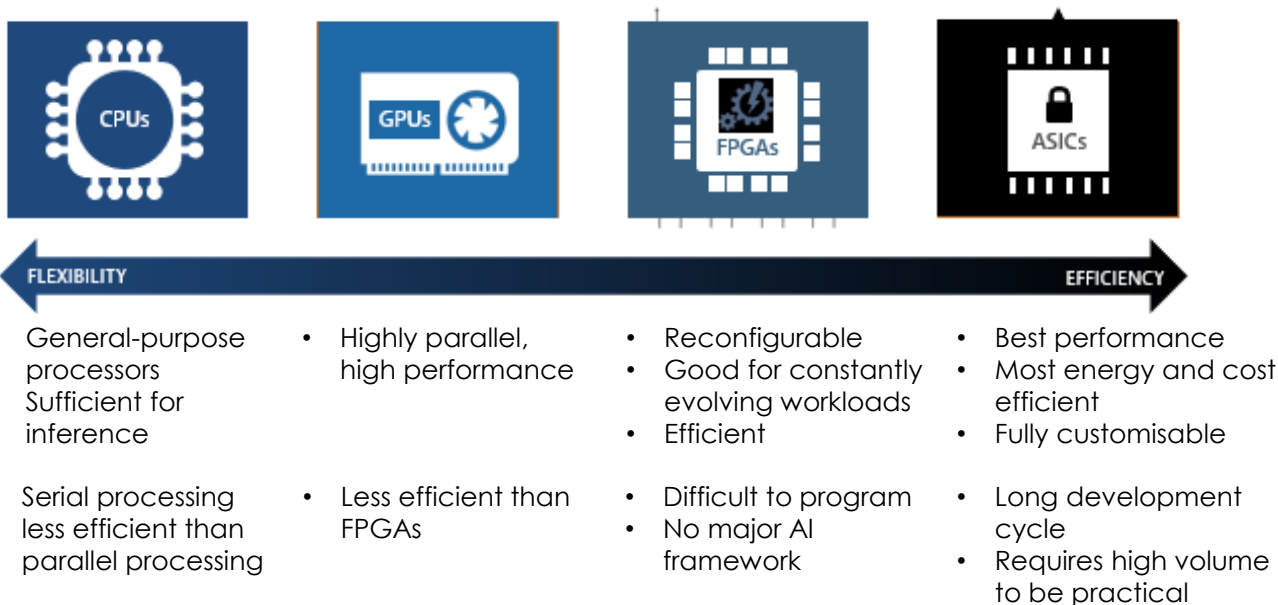 CPUs
GPUs
FPGAs
ASICs
FLEXIBILITY
EFFICIENCY
General-purpose
processors
Sufficient for
inference
• Highly parallel,
high performance
• Reconfigurable
• Good for constantly
evolving workloads
• Efficient
• Best performance
• Most energy and cost
efficient
• Fully customisable
Serial processing
less efficient than
parallel processing
• Less efficient than
FPGAs
• Difficult to program
• No major AI
framework
• Long development
cycle
• Requires high volume
to be practical